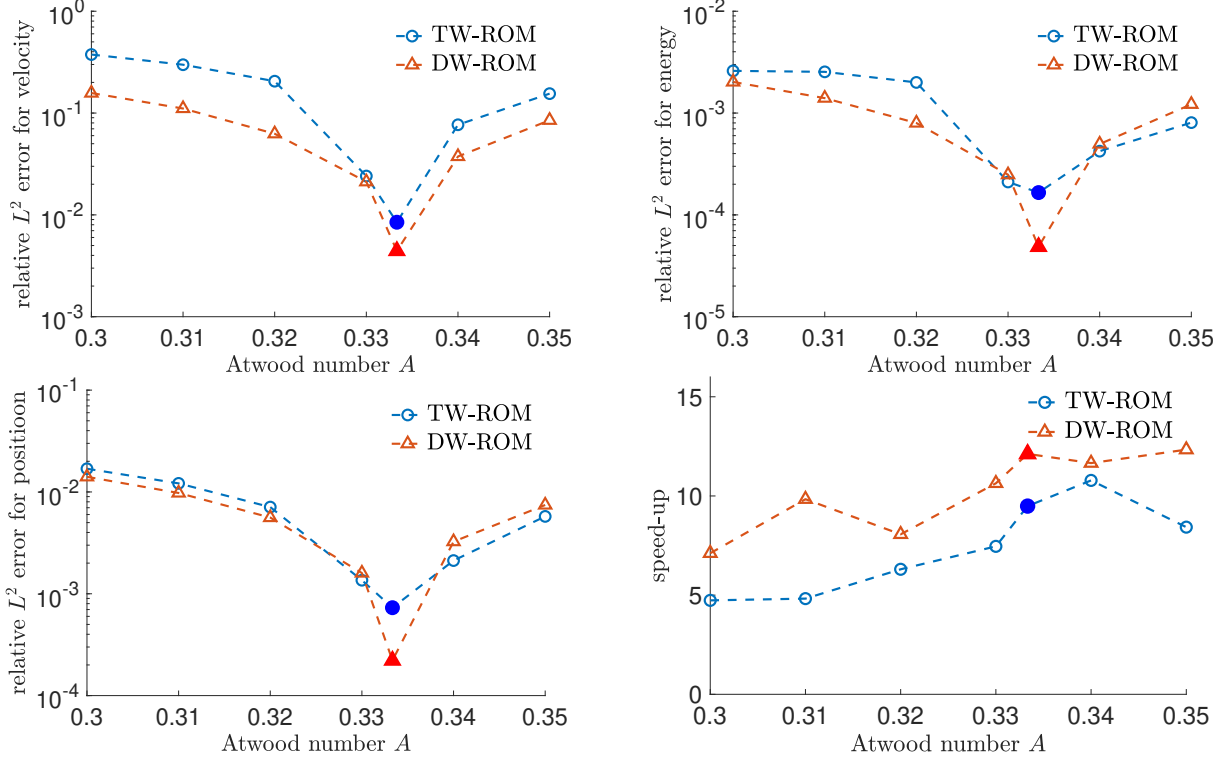 relative L² error for velocity
10⁰
10⁻¹
10⁻²
10⁻³
TW-ROM
DW-ROM
0.3 0.31 0.32 0.33 0.34 0.35
Atwood number A
relative L² error for energy
10⁻²
10⁻³
10⁻⁴
10⁻⁵
TW-ROM
DW-ROM
0.3 0.31 0.32 0.33 0.34 0.35
Atwood number A
relative L² error for positioon
10⁻¹
10⁻²
10⁻³
10⁻⁴
TW-ROM
DW-ROM
0.3 0.31 0.32 0.33 0.34 0.35
Atwood number A
speed-up
15
10
5
0
TW-ROM
DW-ROM
0.3 0.31 0.32 0.33 0.34 0.35
Atwood number A